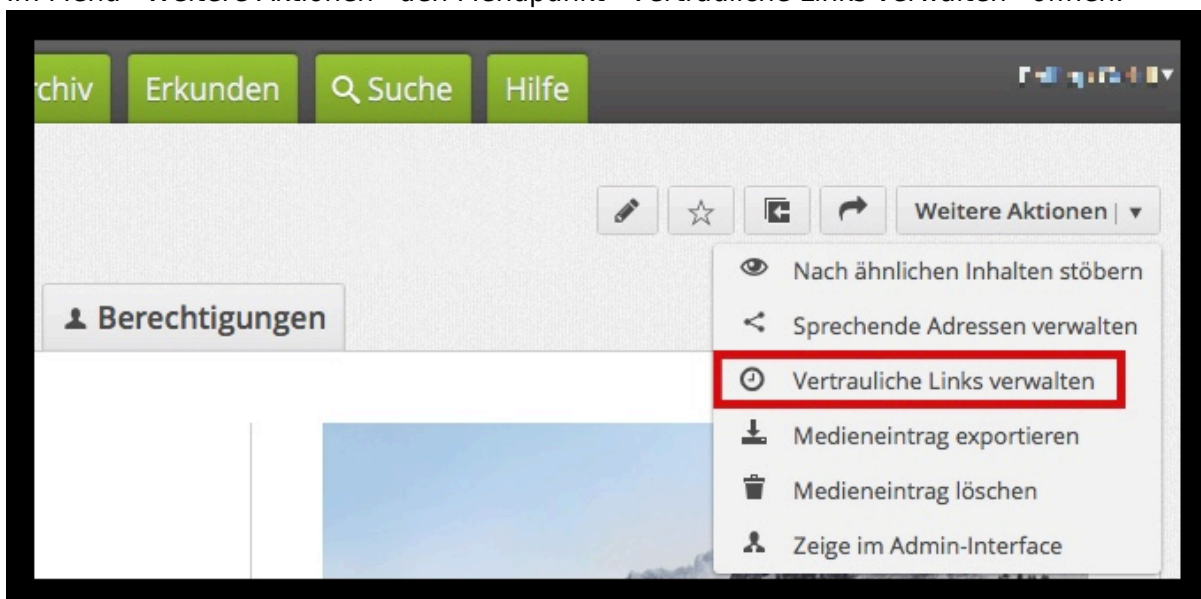 im Menü "Weitere Aktionen" den Menüpunkt "Vertrauliche Links verwalten" öffnen.
rchiv Erkunden Suche Hilfe
Weitere Aktionen | ▾
Nach ähnlichen Inhalten stöbern
Berechtigungen
Sprechende Adressen verwalten
Vertrauliche Links verwalten
Medieneintrag exportieren
Medieneintrag löschen
Zeige im Admin-Interface